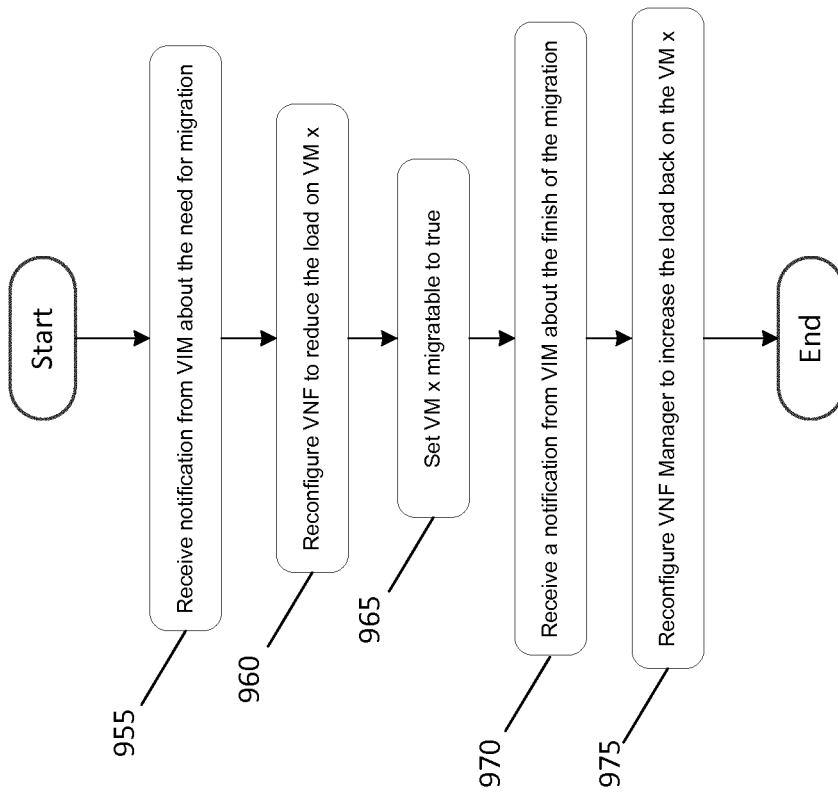 Start
Receive notification from VIM about the need for migration
955
Reconfigure VNF to reduce the load on VM x
960
Set VM x migratable to true
965
Receive a notification from VIM about the finish of the migration
970
Reconfigure VNF Manager to increase the load back on the VM x
975
End